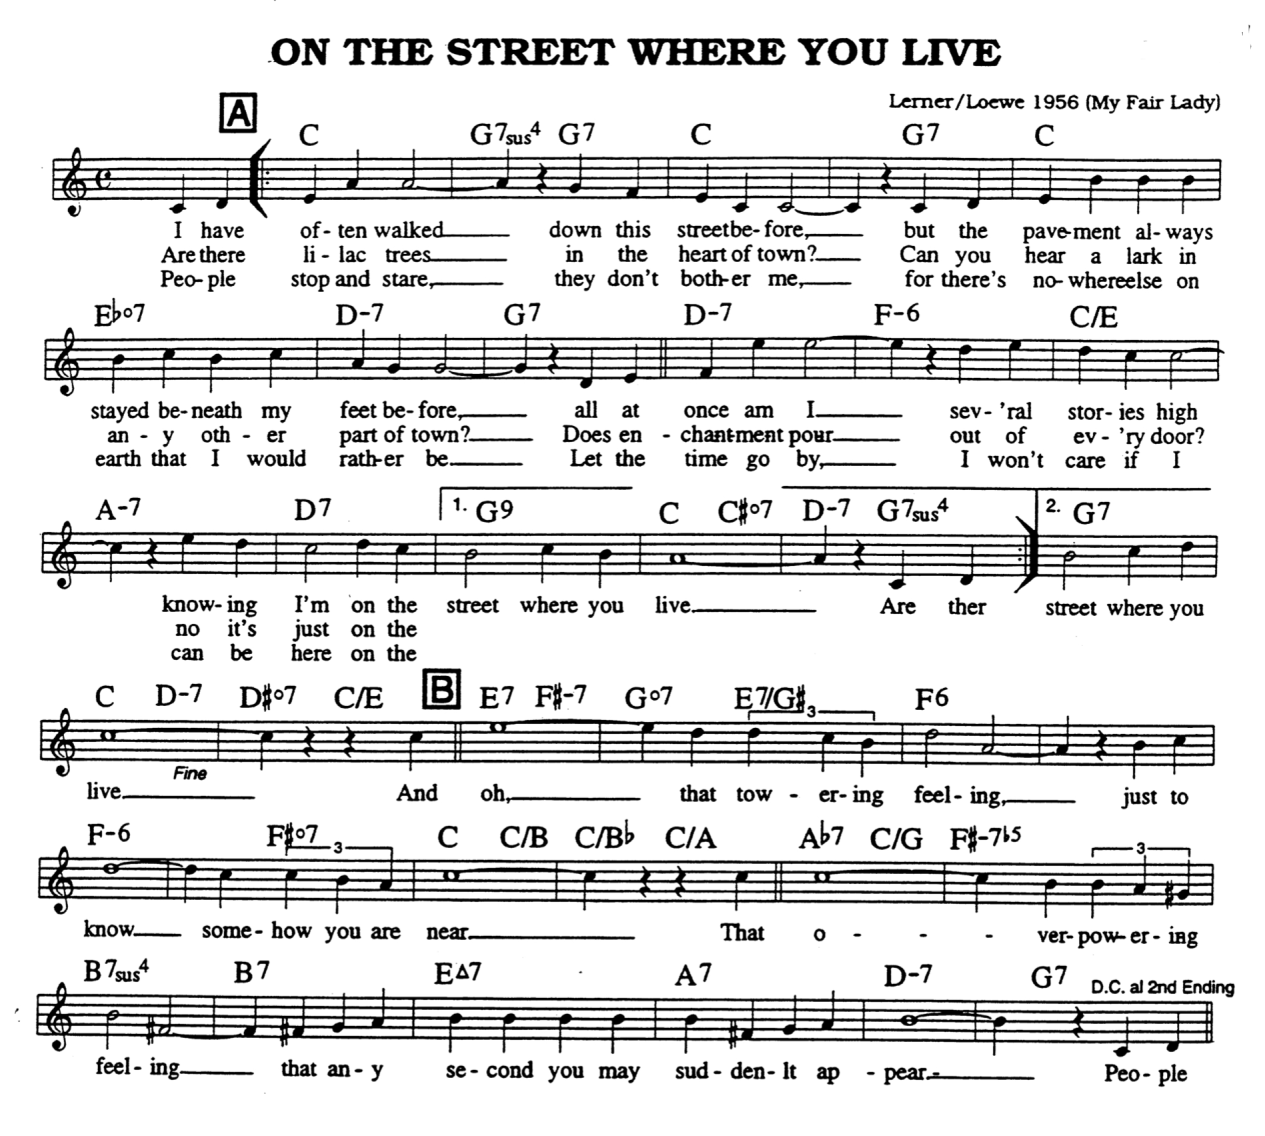 ON THE STREET WHERE YOU LIVE
Lerner/Loewe 1956 (My Fair Lady)
A
C G7sus4 G7 C G7 C
I have of- ten walked down this streetbe- fore, but the pave-ment al- ways
Are there li - lac trees in the heart of town? Can you hear a lark in
Peo- ple stop and stare, they don't both-er me, for there's no- whereelse on
E♭o7 D-7 G7 D-7 F-6 C/E
stayed be-neath my feet be- fore, all at once am I sev- 'ral stor- ies high
an - y oth - er part of town? Does en - chant-ment pour out of ev - 'ry door?
earth that I would rath-er be. Let the time go by, I won't care if I
A-7 D7 1. G9 C C♯o7 D-7 G7sus4 2. G7
know- ing I'm on the street where you live. Are ther street where you
no it's just on the
can be here on the
C D-7 D♯o7 C/E B E7 F♯-7 Go7 E7/G♯ 3 F6
Fine
live. And oh, that tow - er- ing feel- ing, just to
F-6 F♯o7 3 C C/B C/B♭ C/A A♭7 C/G F♯-7♭5 3
know some- how you are near. That o - - - ver- pow- er - ing
B7sus4 B7 E△7 A7 D-7 G7 D.C. al 2nd Ending
feel- ing that an- y se- cond you may sud- den- lt ap - pear.- Peo- ple